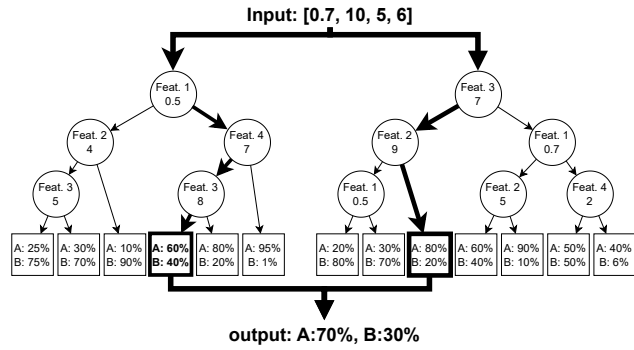 Input: [0.7, 10, 5, 6]
Feat. 1
0.5
Feat. 3
7
Feat. 2
4
Feat. 4
7
Feat. 2
9
Feat. 1
0.7
Feat. 3
5
Feat. 3
8
Feat. 1
0.5
Feat. 2
5
Feat. 4
2
A: 25%
B: 75%
A: 30%
B: 70%
A: 10%
B: 90%
A: 60%
B: 40%
A: 80%
B: 20%
A: 95%
B: 1%
A: 20%
B: 80%
A: 30%
B: 70%
A: 80%
B: 20%
A: 60%
B: 40%
A: 90%
B: 10%
A: 50%
B: 50%
A: 40%
B: 6%
output: A:70%, B:30%